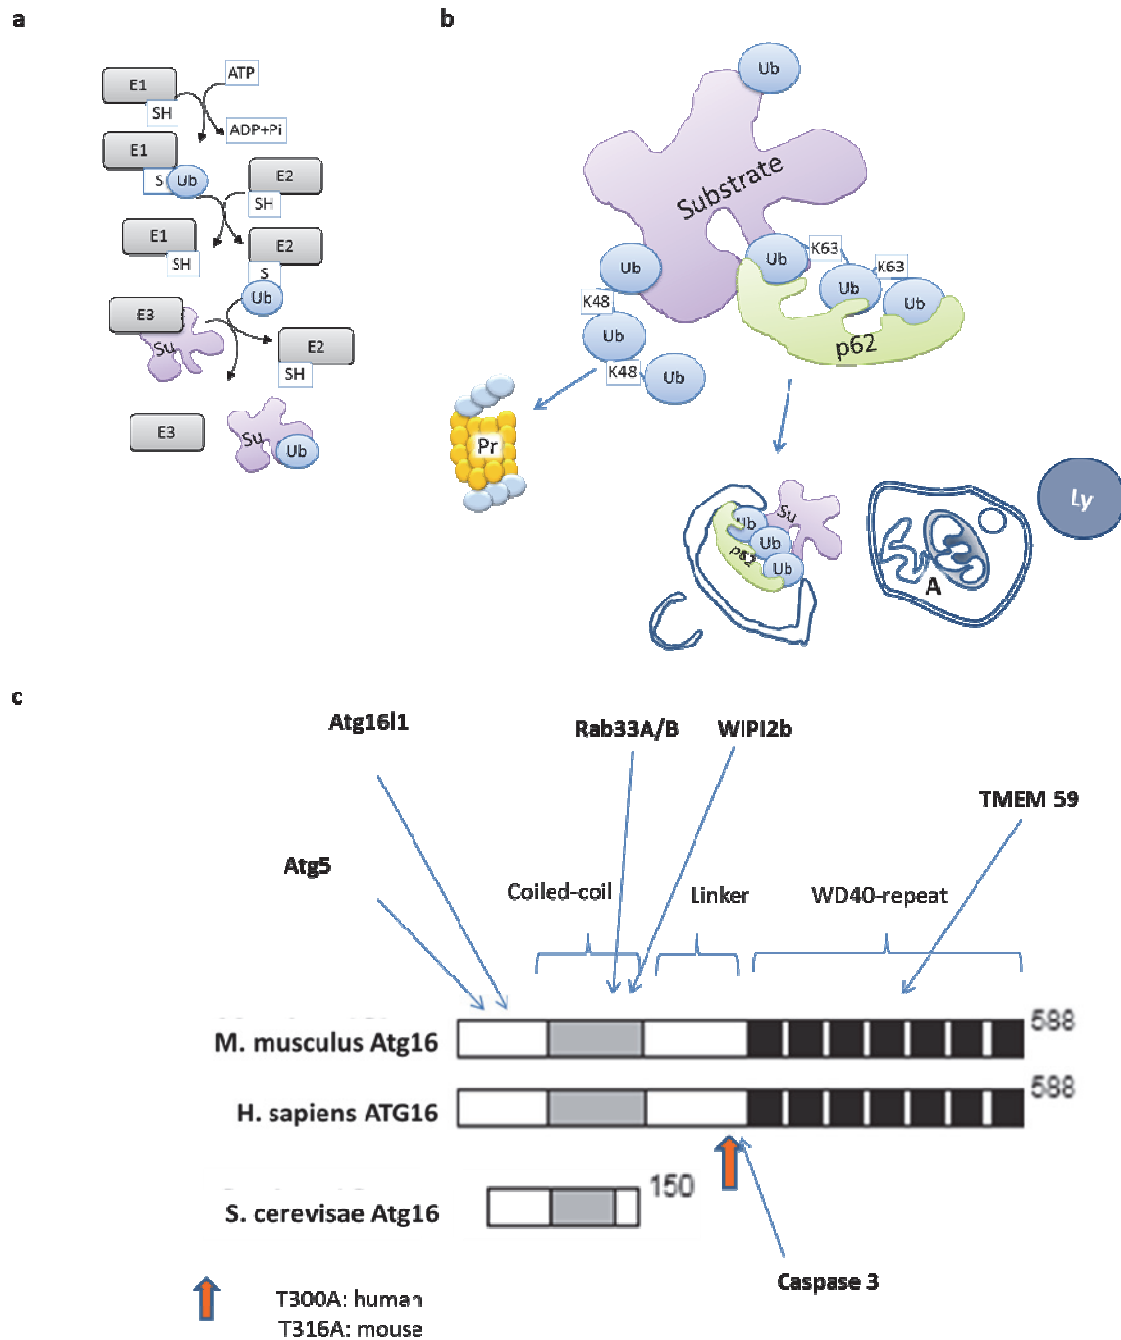 a
E1
SH
ATP
ADP+Pi
E1
S
Ub
E2
SH
E1
SH
E2
S
Ub
E3
Su
E2
SH
E3
Su
Ub
b
Ub
Substrate
Ub
K63
Ub
K63
Ub
p62
Ub
K48
Ub
K48
Ub
Pr
Ub
Su
Ub
p62
Ub
A
Ly
c
Atg16l1
Rab33A/B
WIPI2b
TMEM 59
Atg5
Coiled-coil
Linker
WD40-repeat
M. musculus Atg16
588
H. sapiens ATG16
588
S. cerevisae Atg16
150
Caspase 3
T300A: human
T316A: mouse